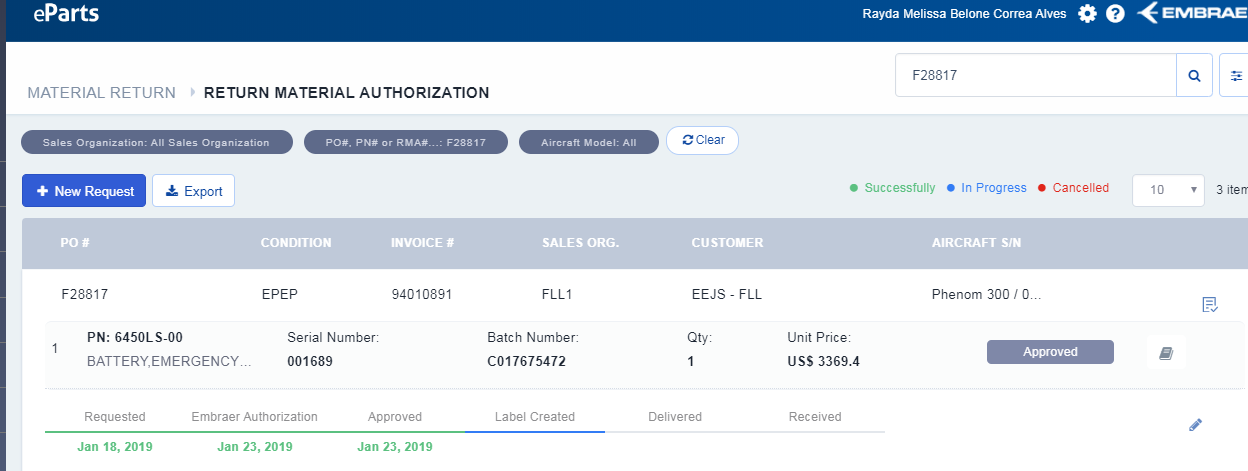 eParts
Rayda Melissa Belone Correa Alves
EMBRAE
F28817
MATERIAL RETURN RETURN MATERIAL AUTHORIZATION
Sales Organization: All Sales Organization PO#, PN# or RMA#...: F28817 Aircraft Model: All Clear
New Request Export
Successfully In Progress Cancelled 10 3 item
PO # CONDITION INVOICE # SALES ORG. CUSTOMER AIRCRAFT S/N
F28817 EPEP 94010891 FLL1 EEJS - FLL Phenom 300 / 0...
1 PN: 6450LS-00 Serial Number: Batch Number: Qty: Unit Price:
BATTERY,EMERGENCY... 001689 C017675472 1 US$ 3369.4
Approved
Requested Embraer Authorization Approved Label Created Delivered Received
Jan 18, 2019 Jan 23, 2019 Jan 23, 2019